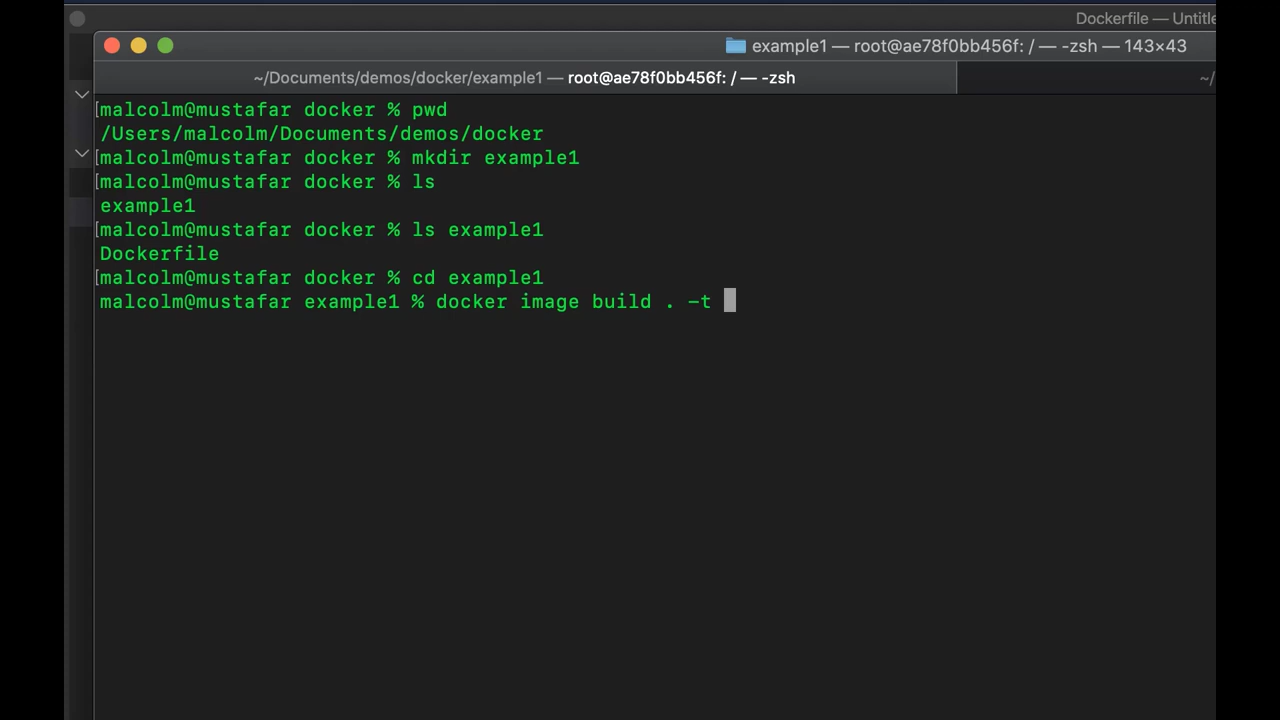 Dockerfile — Untitle
example1 — root@ae78f0bb456f: / — -zsh — 143×43
~/Documents/demos/docker/example1 — root@ae78f0bb456f: / — -zsh
~/
[malcolm@mustafar docker % pwd
/Users/malcolm/Documents/demos/docker
[malcolm@mustafar docker % mkdir example1
[malcolm@mustafar docker % ls
example1
[malcolm@mustafar docker % ls example1
Dockerfile
[malcolm@mustafar docker % cd example1
malcolm@mustafar example1 % docker image build . -t